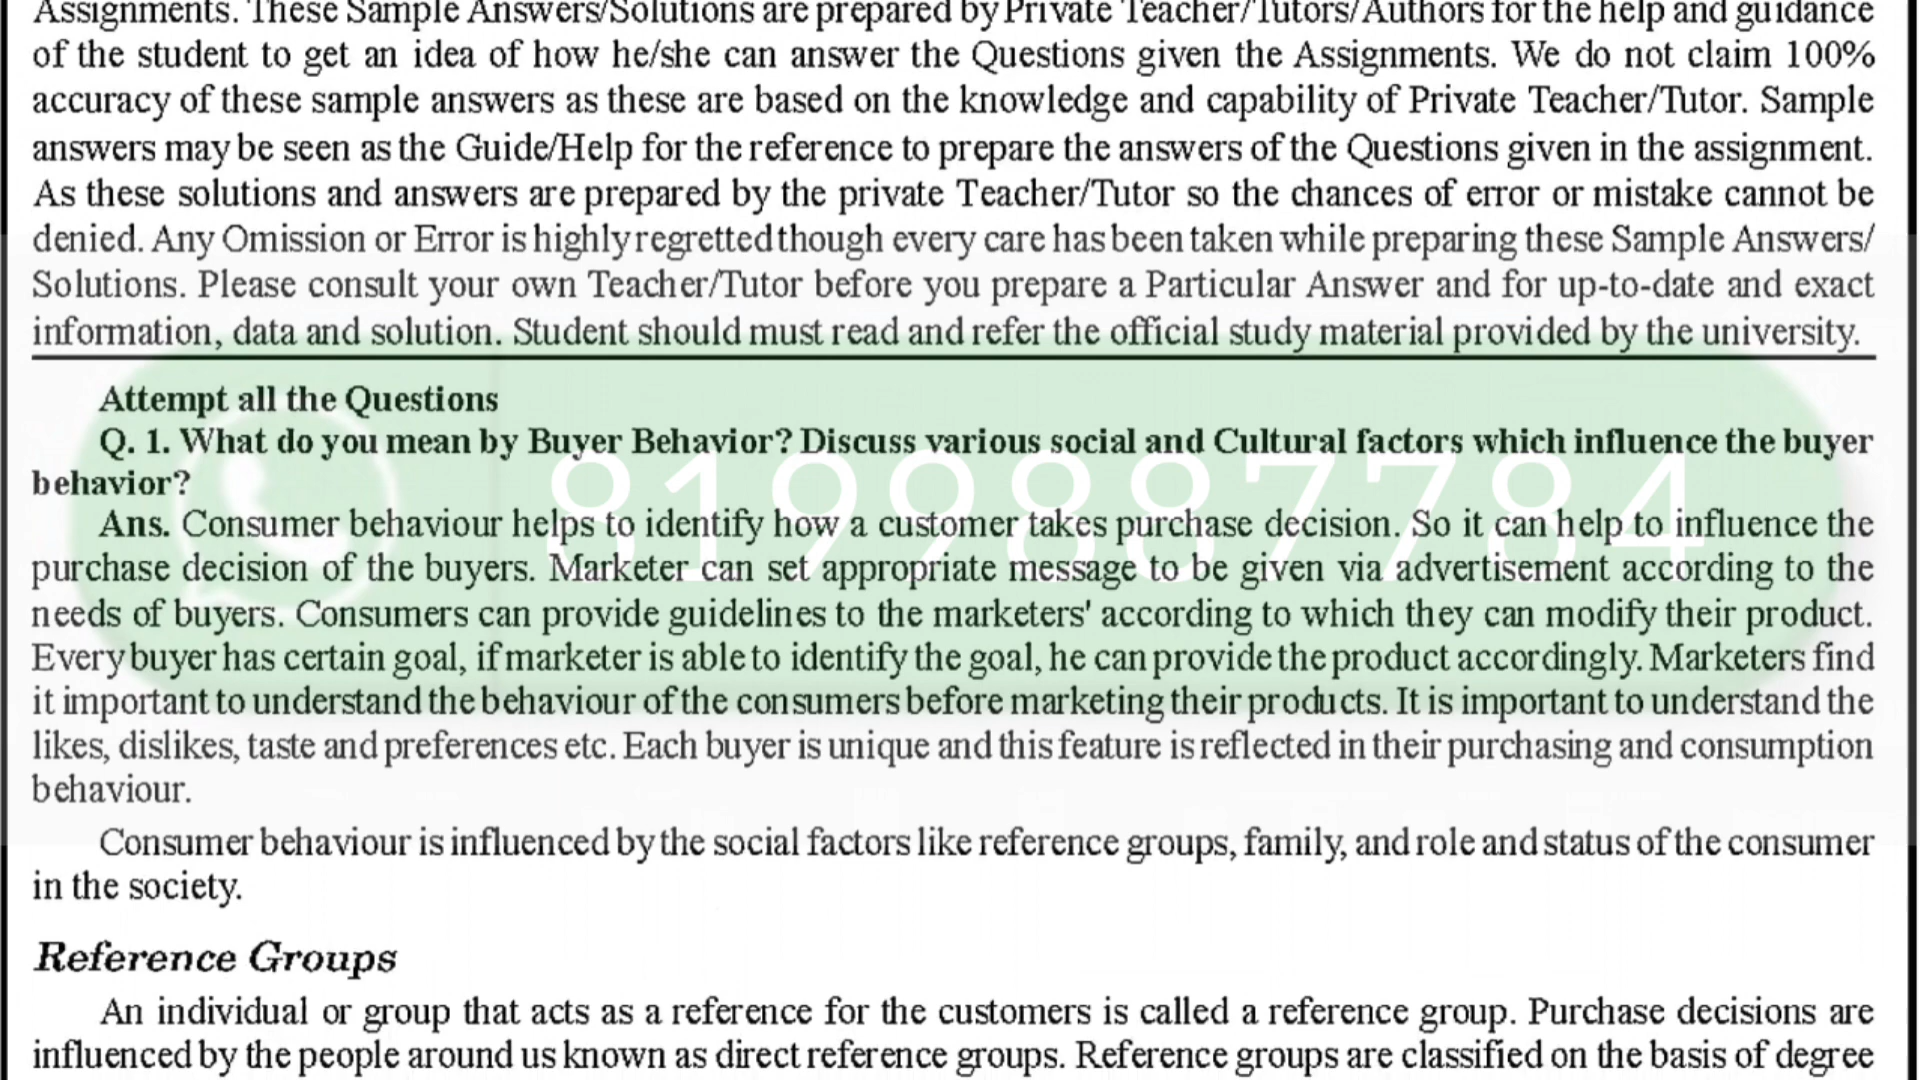 Assignments. These Sample Answers/Solutions are prepared by Private Teacher/Tutors/Authors for the help and guidance
of the student to get an idea of how he/she can answer the Questions given the Assignments. We do not claim 100%
accuracy of these sample answers as these are based on the knowledge and capability of Private Teacher/Tutor. Sample
answers may be seen as the Guide/Help for the reference to prepare the answers of the Questions given in the assignment.
As these solutions and answers are prepared by the private Teacher/Tutor so the chances of error or mistake cannot be
denied. Any Omission or Error is highly regretted though every care has been taken while preparing these Sample Answers/
Solutions. Please consult your own Teacher/Tutor before you prepare a Particular Answer and for up-to-date and exact
information, data and solution. Student should must read and refer the official study material provided by the university.
Attempt all the Questions
Q. 1. What do you mean by Buyer Behavior? Discuss various social and Cultural factors which influence the buyer
behavior?
8199887784
Ans. Consumer behaviour helps to identify how a customer takes purchase decision. So it can help to influence the
purchase decision of the buyers. Marketer can set appropriate message to be given via advertisement according to the
needs of buyers. Consumers can provide guidelines to the marketers' according to which they can modify their product.
Every buyer has certain goal, if marketer is able to identify the goal, he can provide the product accordingly. Marketers find
it important to understand the behaviour of the consumers before marketing their products. It is important to understand the
likes, dislikes, taste and preferences etc. Each buyer is unique and this feature is reflected in their purchasing and consumption
behaviour.
Consumer behaviour is influenced by the social factors like reference groups, family, and role and status of the consumer
in the society.
Reference Groups
An individual or group that acts as a reference for the customers is called a reference group. Purchase decisions are
influenced by the people around us known as direct reference groups. Reference groups are classified on the basis of degree